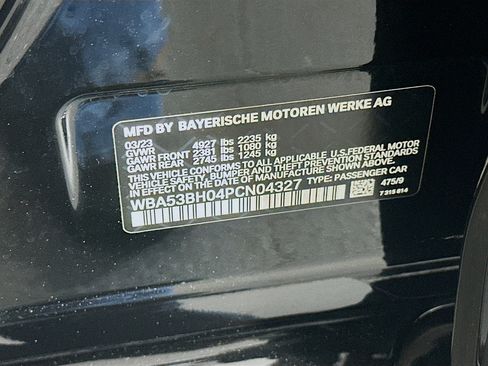 MFD BY BAYERISCHE MOTOREN WERKE AG
03/23 4927 lbs 2235 kg
GVWR
GAWR FRONT 2381 lbs 1080 kg
GAWR REAR 2745 lbs 1245 kg
THIS VEHICLE CONFORMS TO ALL APPLICABLE U.S.FEDERAL MOTOR
VEHICLE SAFETY,BUMPER AND THEFT PREVENTION STANDARDS
IN EFFECT ON THE DATE OF MANUFACTURE SHOWN ABOVE.
WBA53BH04PCN04327 TYPE: PASSENGER CAR
475/9
7 215 814